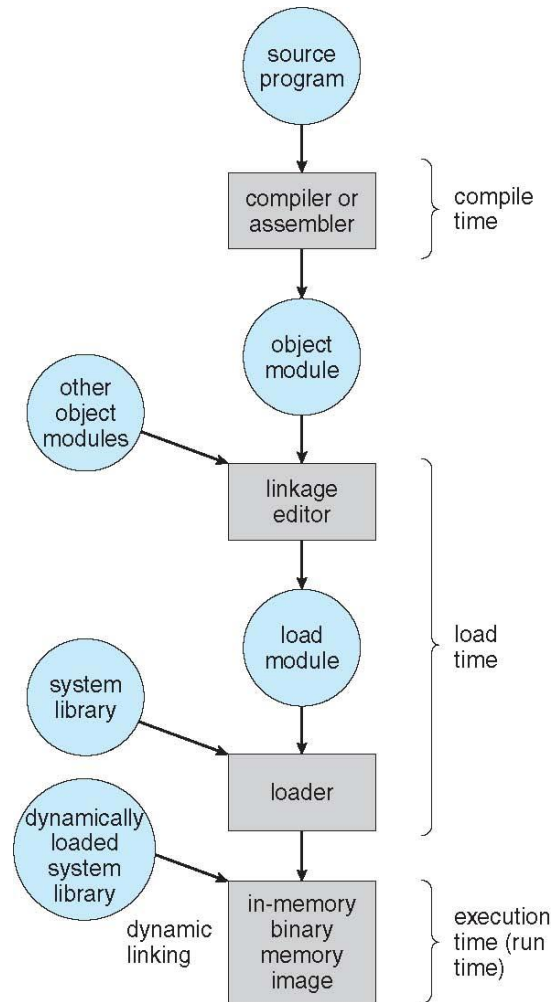 source
program
compiler or
assembler
compile
time
object
module
other
object
modules
linkage
editor
load
module
load
time
system
library
loader
dynamically
loaded
system
library
dynamic
linking
in-memory
binary
memory
image
execution
time (run
time)